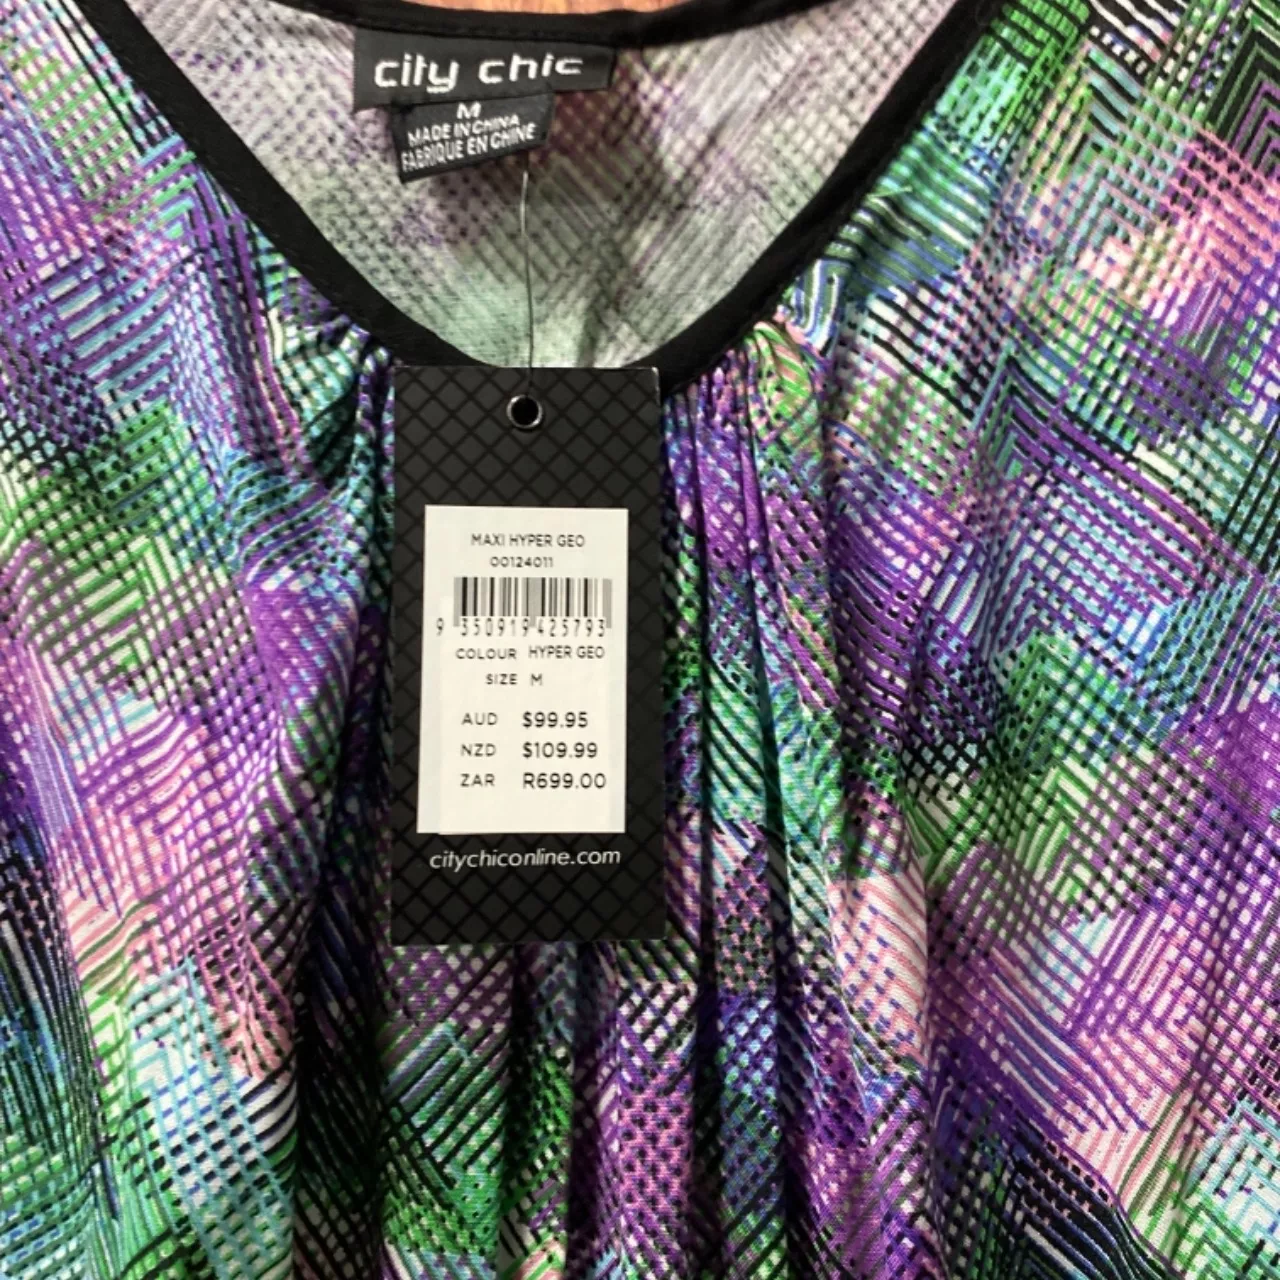 city chic
M
MADE IN CHINA
FABRIQUE EN CHINE
MAXI HYPER GEO
00124011
9 350919 425793
COLOUR HYPER GEO
SIZE M
AUD $99.95
NZD $109.99
ZAR R699.00
citychiconline.com